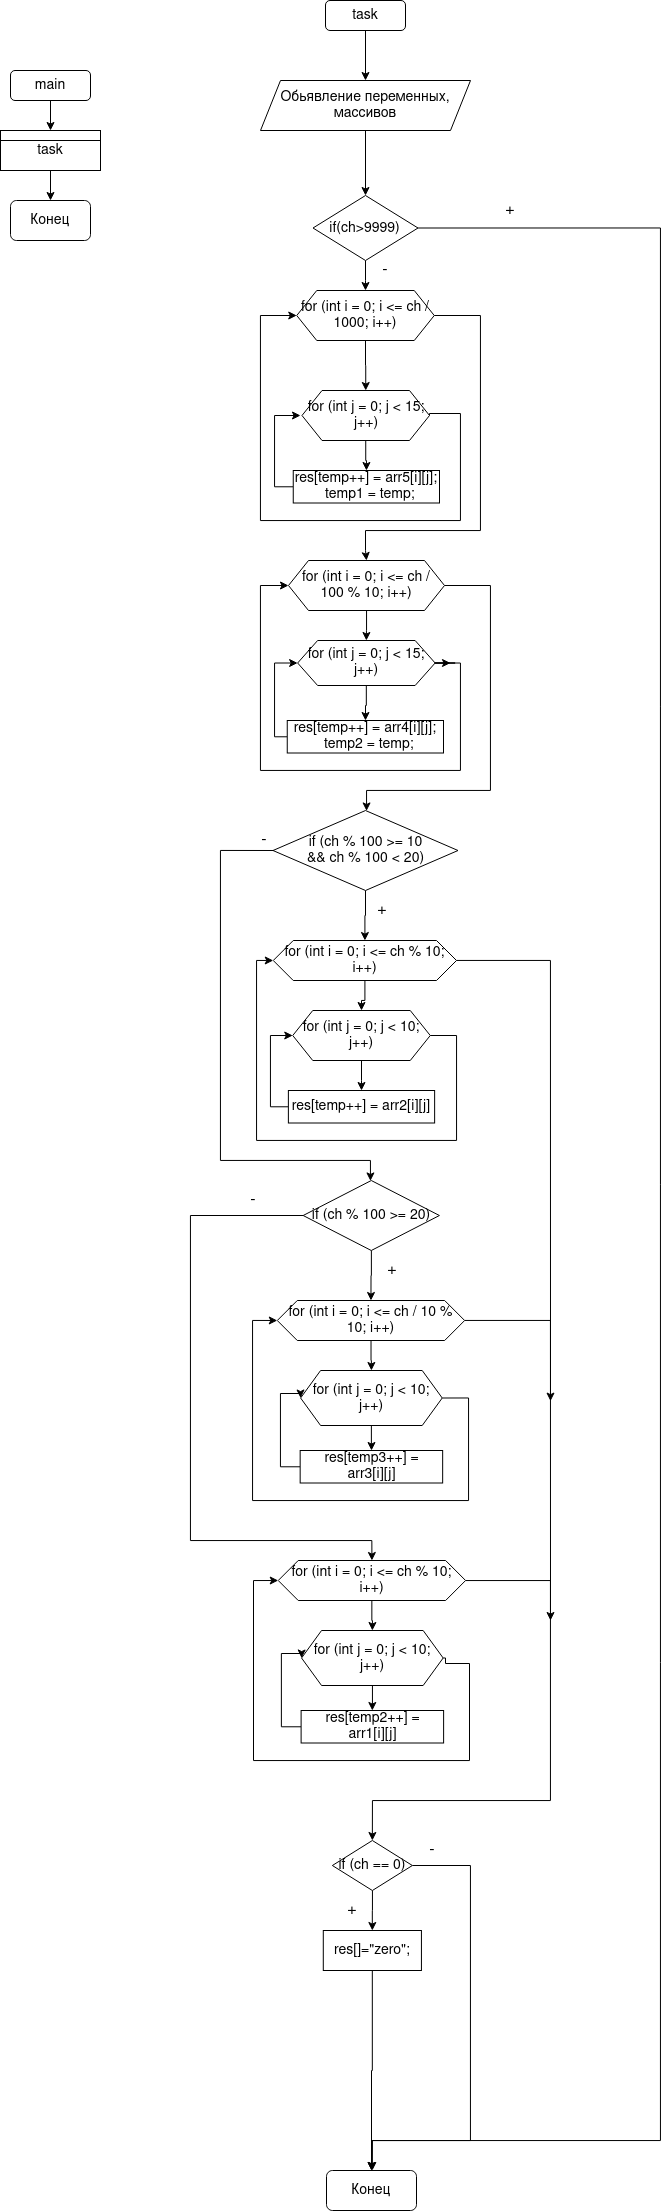 main
task
Конец
task
Обьявление переменных,
массивов
if(ch>9999)
+
-
for (int i = 0; i <= ch /
1000; i++)
for (int j = 0; j < 15;
j++)
res[temp++] = arr5[i][j];
temp1 = temp;
for (int i = 0; i <= ch /
100 % 10; i++)
for (int j = 0; j < 15;
j++)
res[temp++] = arr4[i][j];
temp2 = temp;
-
if (ch % 100 >= 10
&& ch % 100 < 20)
+
for (int i = 0; i <= ch % 10;
i++)
for (int j = 0; j < 10;
j++)
res[temp++] = arr2[i][j]
-
if (ch % 100 >= 20)
+
for (int i = 0; i <= ch / 10 %
10; i++)
for (int j = 0; j < 10;
j++)
res[temp3++] =
arr3[i][j]
for (int i = 0; i <= ch % 10;
i++)
for (int j = 0; j < 10;
j++)
res[temp2++] =
arr1[i][j]
-
if (ch == 0)
+
res[]="zero";
Конец